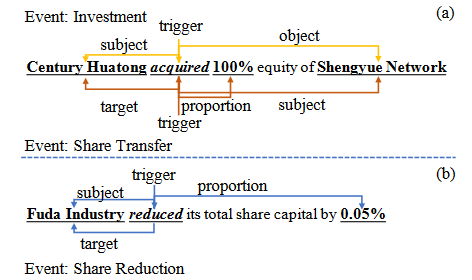 Event: Investment (a)
trigger
subject object
Century Huatong acquired 100% equity of Shengyue Network
target proportion subject
trigger
Event: Share Transfer
(b)
trigger
subject proportion
Fuda Industry reduced its total share capital by 0.05%
target
Event: Share Reduction